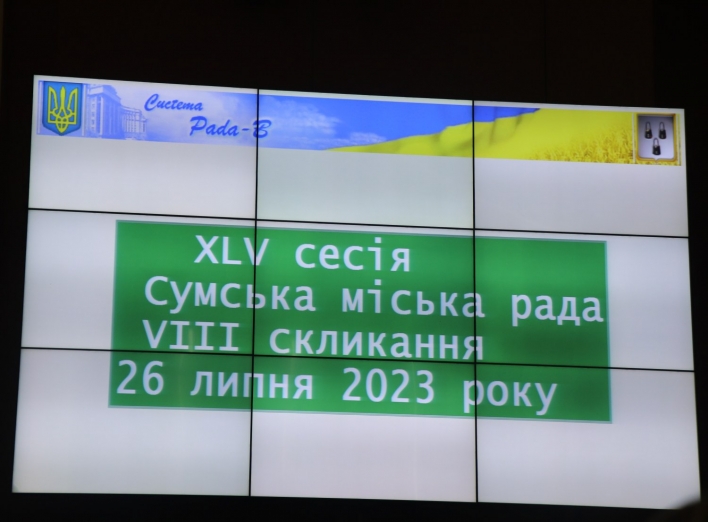 Система
Рада-В
XLV сесія
Сумська міська рада
VIII скликання
26 липня 2023 року